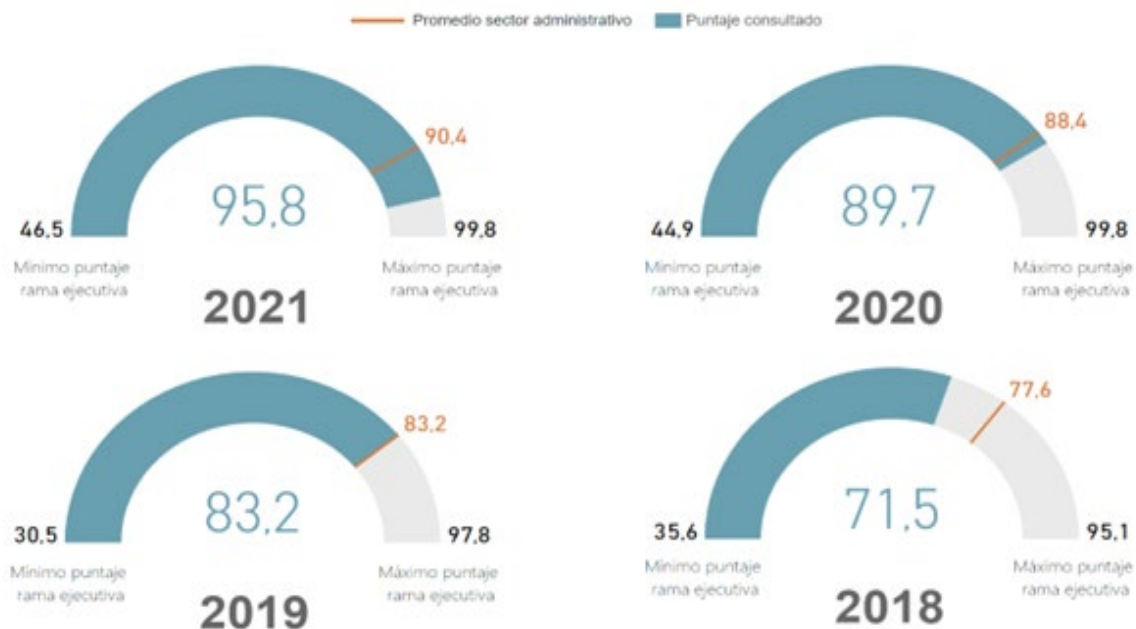 Promedio sector administrativo
Puntaje consultado
90,4
95,8
46,5
99,8
Mínimo puntaje
rama ejecutiva
Máximo puntaje
rama ejecutiva
2021
88,4
89,7
44,9
99,8
Mínimo puntaje
rama ejecutiva
Máximo puntaje
rama ejecutiva
2020
83,2
83,2
30,5
97,8
Mínimo puntaje
rama ejecutiva
Máximo puntaje
rama ejecutiva
2019
77,6
71,5
35,6
95,1
Mínimo puntaje
rama ejecutiva
Máximo puntaje
rama ejecutiva
2018